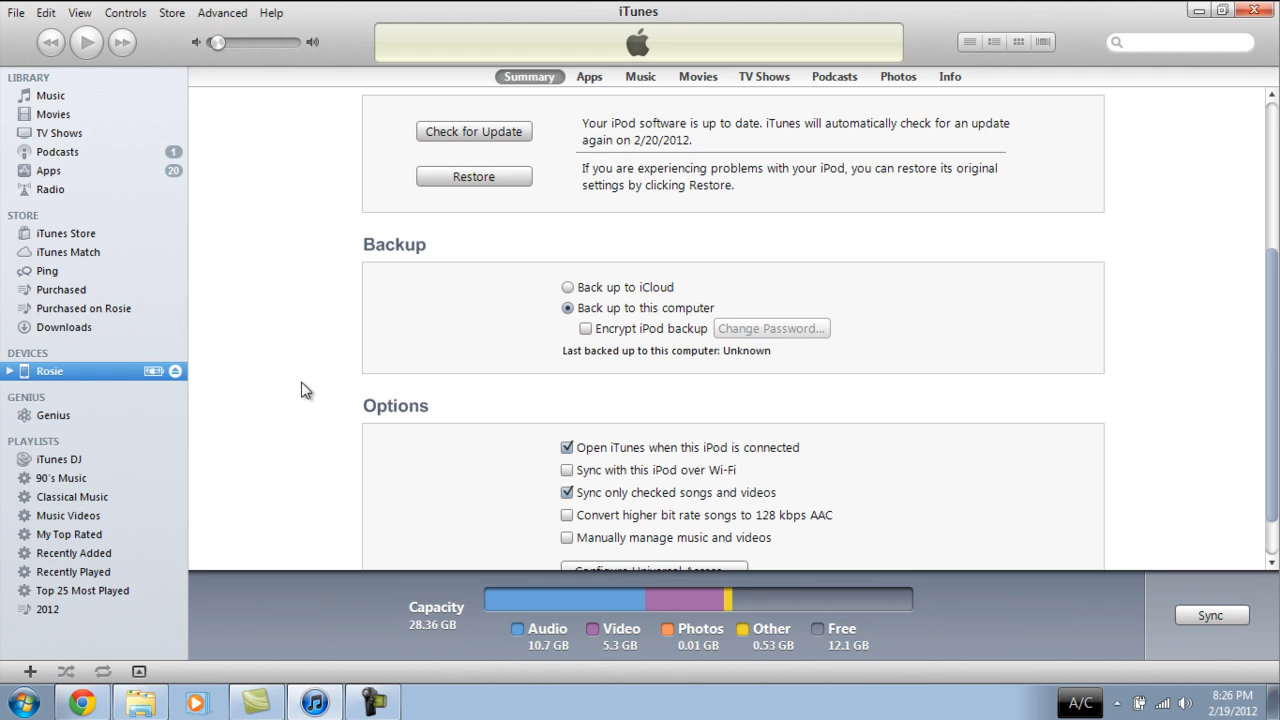 File Edit View Controls Store Advanced Help
iTunes
Summary Apps Music Movies TV Shows Podcasts Photos Info
LIBRARY
Music
Movies
TV Shows
Podcasts 1
Apps 20
Radio
STORE
iTunes Store
iTunes Match
Ping
Purchased
Purchased on Rosie
Downloads
DEVICES
Rosie
GENIUS
Genius
PLAYLISTS
iTunes DJ
90's Music
Classical Music
Music Videos
My Top Rated
Recently Added
Recently Played
Top 25 Most Played
2012
Check for Update
Your iPod software is up to date. iTunes will automatically check for an update
again on 2/20/2012.
Restore
If you are experiencing problems with your iPod, you can restore its original
settings by clicking Restore.
Backup
Back up to iCloud
Back up to this computer
Encrypt iPod backup Change Password...
Last backed up to this computer: Unknown
Options
Open iTunes when this iPod is connected
Sync with this iPod over Wi-Fi
Sync only checked songs and videos
Convert higher bit rate songs to 128 kbps AAC
Manually manage music and videos
Configure Universal Access...
Capacity
28.36 GB
Audio Video Photos Other Free
10.7 GB 5.3 GB 0.01 GB 0.53 GB 12.1 GB
Sync
A/C
8:26 PM
2/19/2012